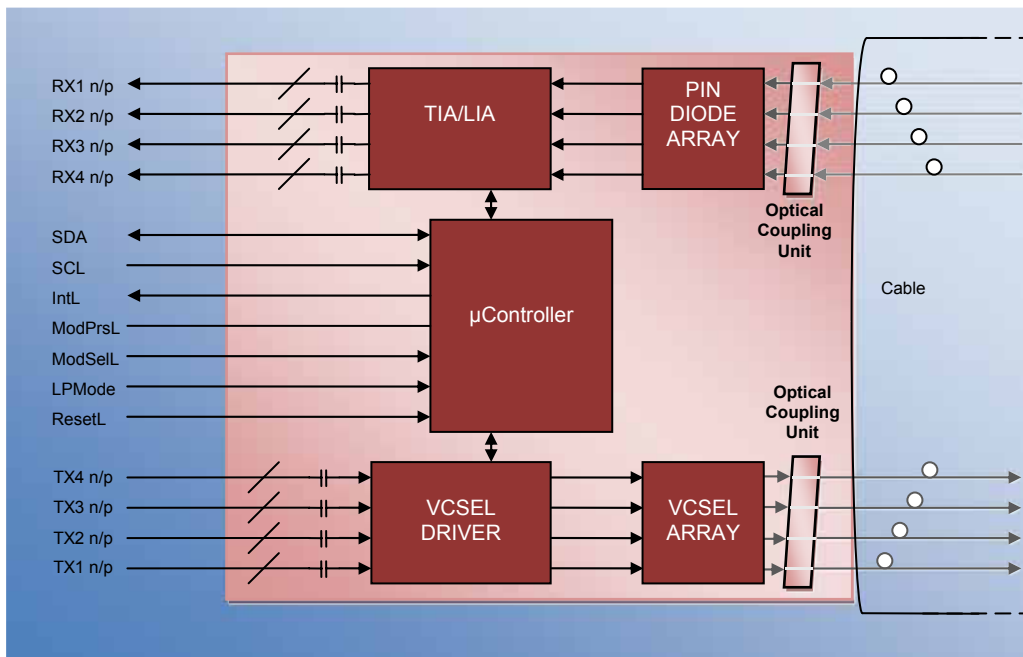 RX1 n/p
RX2 n/p
RX3 n/p
RX4 n/p
TIA/LIA
PIN
DIODE
ARRAY
Optical
Coupling
Unit
SDA
SCL
IntL
ModPrsL
ModSelL
LPMode
ResetL
µController
Cable
Optical
Coupling
Unit
TX4 n/p
TX3 n/p
TX2 n/p
TX1 n/p
VCSEL
DRIVER
VCSEL
ARRAY